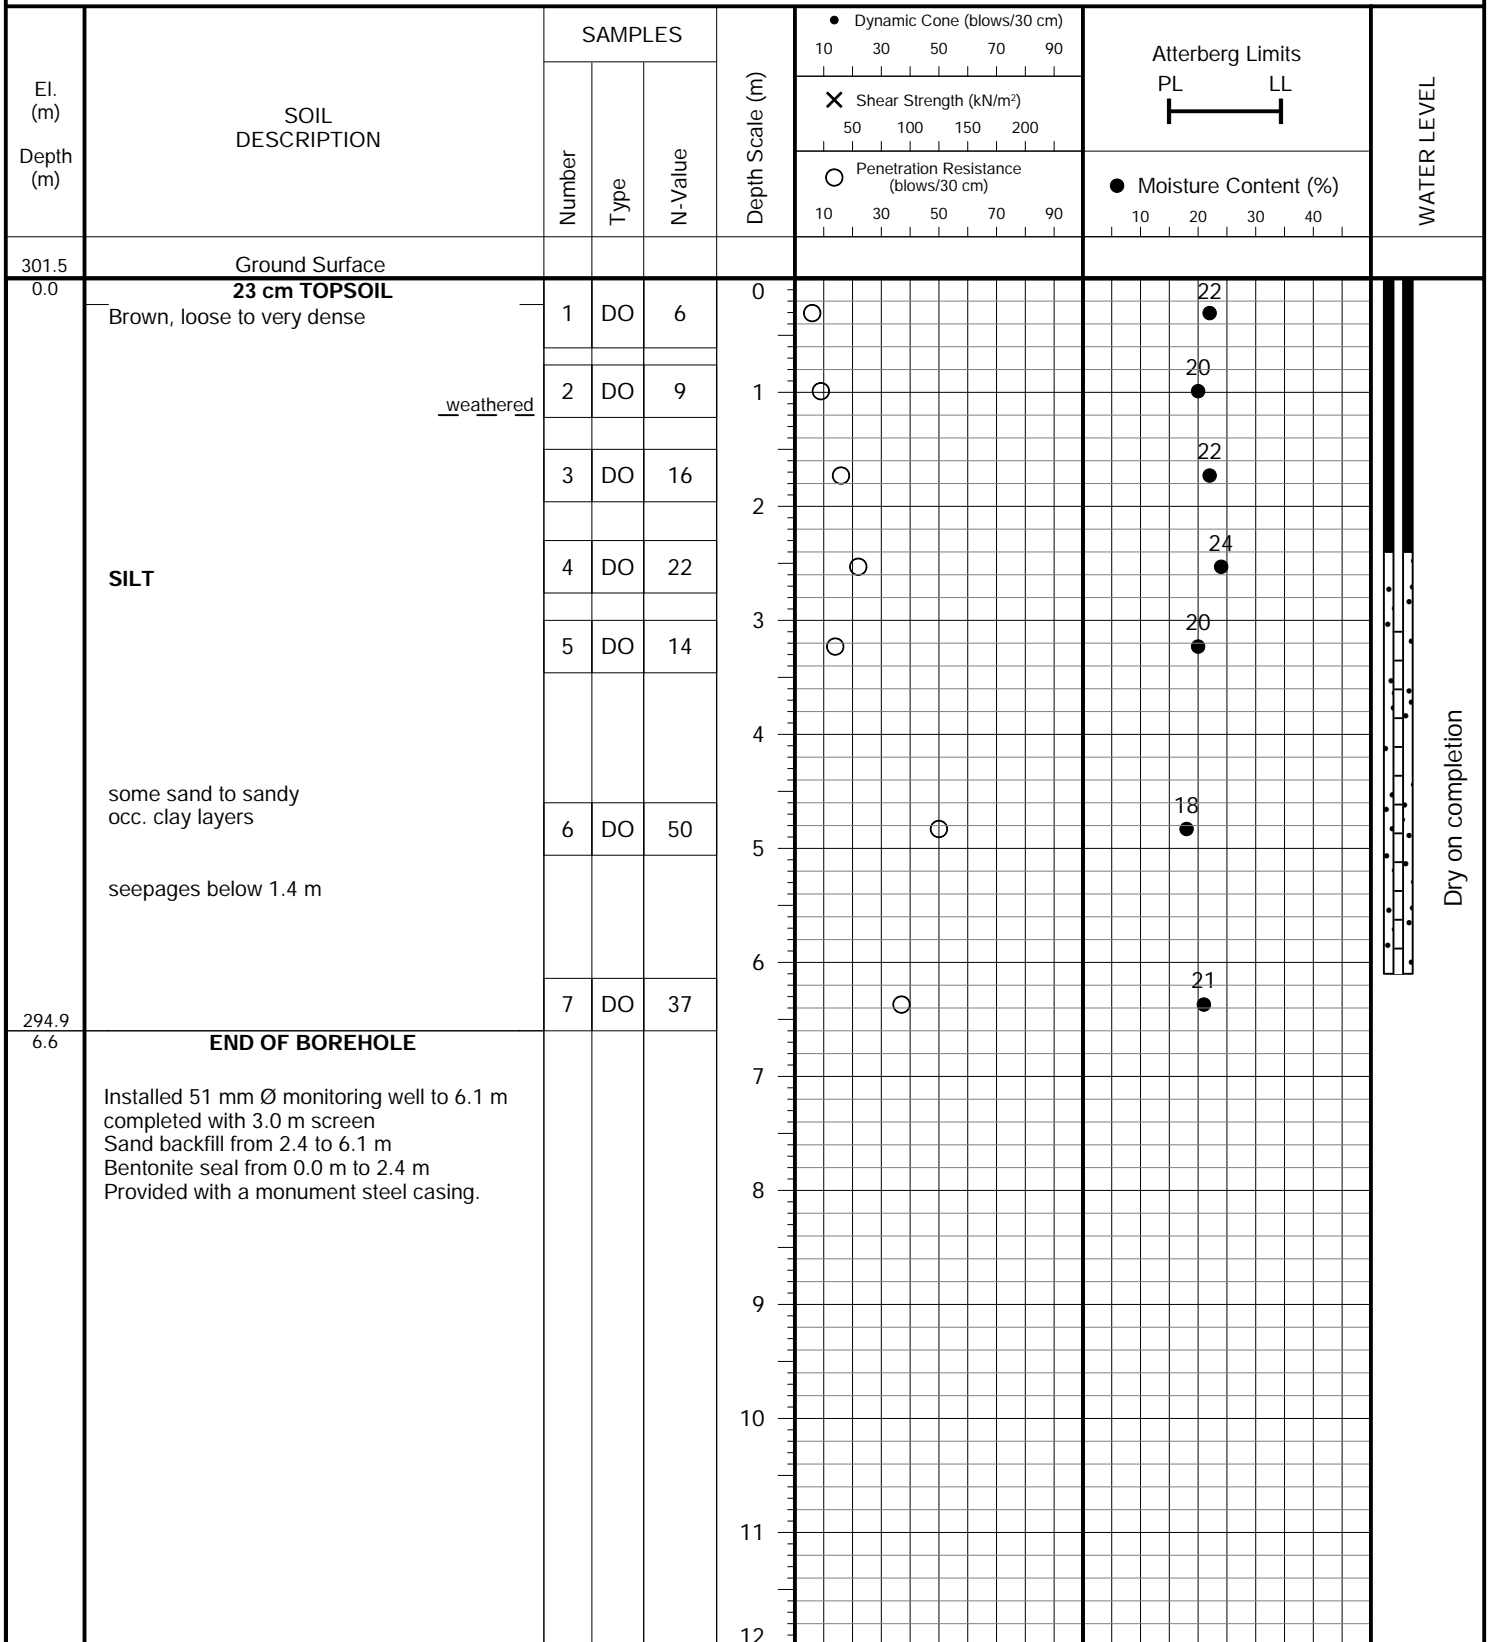 El.
(m)
Depth
(m)
SOIL
DESCRIPTION
SAMPLES
Number
Type
N-Value
Depth Scale (m)
Dynamic Cone (blows/30 cm)
10 30 50 70 90
Shear Strength (kN/m²)
50 100 150 200
Penetration Resistance
(blows/30 cm)
10 30 50 70 90
Atterberg Limits
PL LL
Moisture Content (%)
10 20 30 40
WATER LEVEL
301.5 Ground Surface
0.0 23 cm TOPSOIL 0 22
Brown, loose to very dense 1 DO 6
20
weathered 2 DO 9 1
22
3 DO 16
2
24
SILT 4 DO 22
3 20
5 DO 14
4
Dry on completion
some sand to sandy 18
occ. clay layers 6 DO 50
5
seepages below 1.4 m
6
21
7 DO 37
294.9
6.6 END OF BOREHOLE
7
Installed 51 mm Ø monitoring well to 6.1 m
completed with 3.0 m screen
Sand backfill from 2.4 to 6.1 m
Bentonite seal from 0.0 m to 2.4 m
Provided with a monument steel casing.
8
9
10
11
12